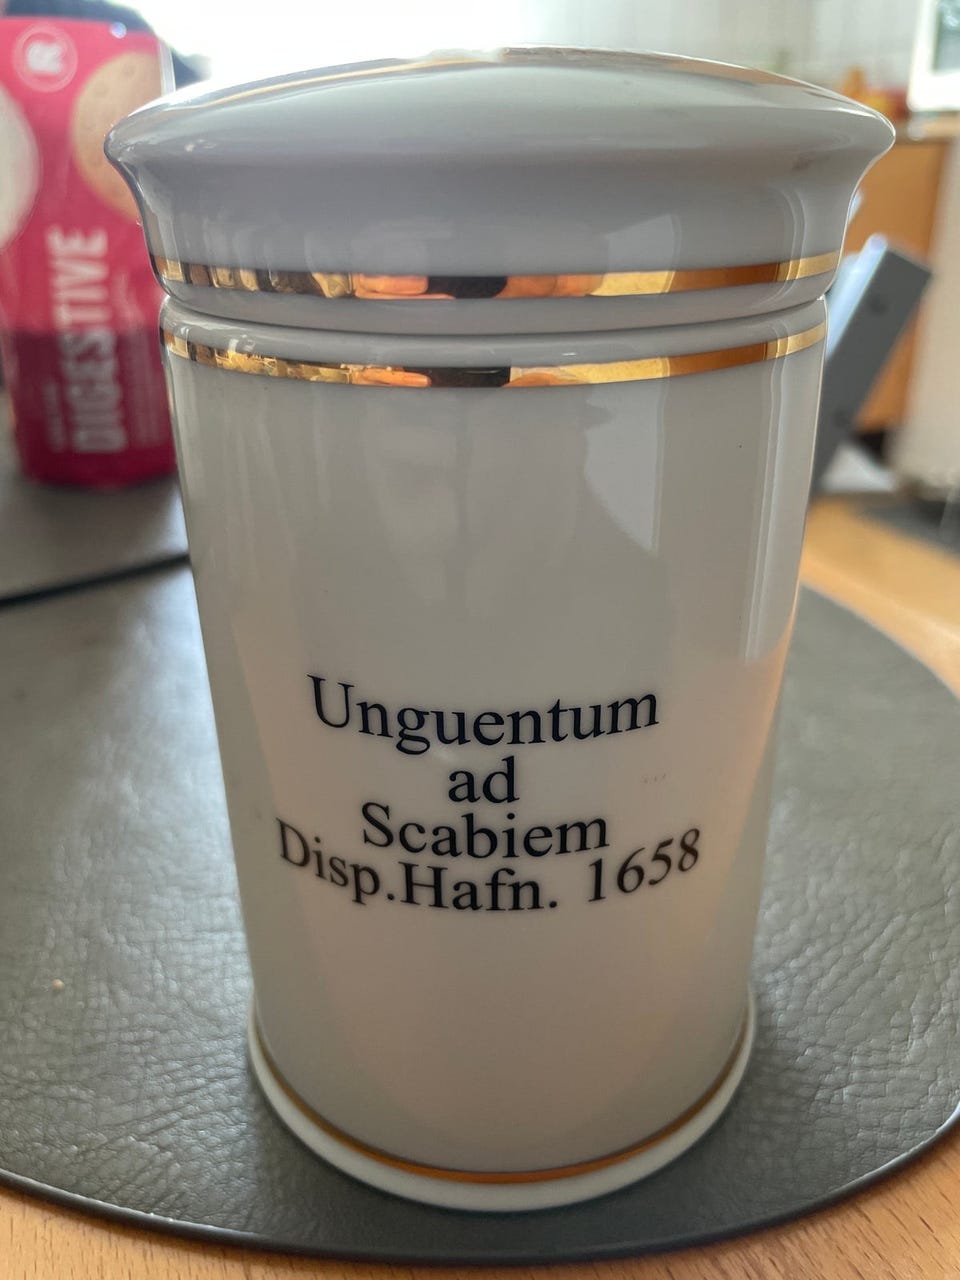 R
DIGESTIVE
Unguentum
ad
Scabiem
Disp.Hafn. 1658